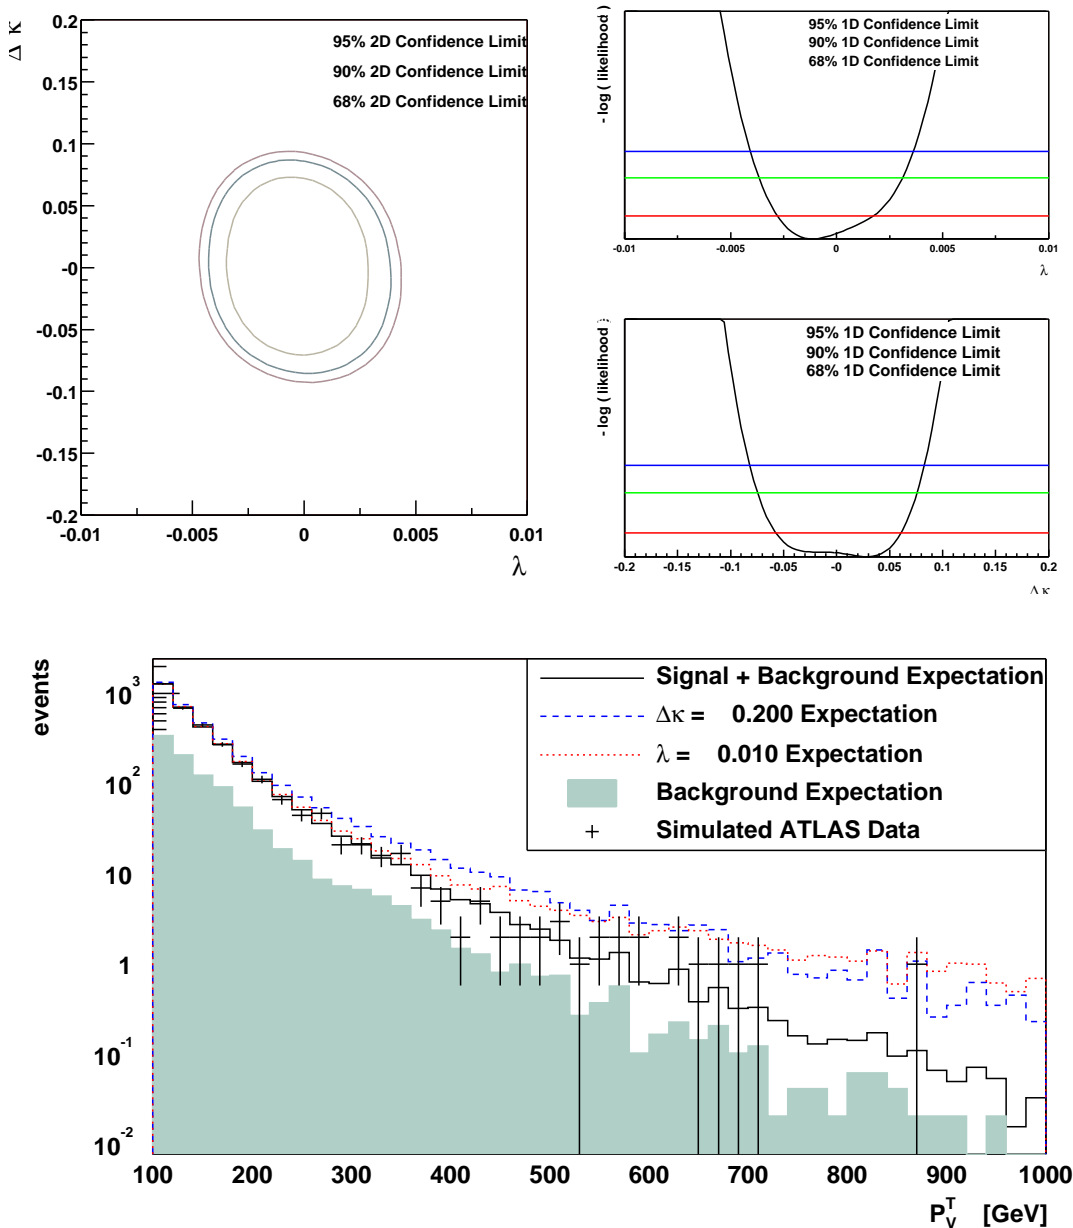 Δ κ
0.2
0.15
0.1
0.05
-0
-0.05
-0.1
-0.15
-0.2
95% 2D Confidence Limit
90% 2D Confidence Limit
68% 2D Confidence Limit
-0.01 -0.005 0 0.005 0.01
λ
- log ( likelihood )
95% 1D Confidence Limit
90% 1D Confidence Limit
68% 1D Confidence Limit
-0.01 -0.005 0 0.005 0.01
λ
- log ( likelihood )
95% 1D Confidence Limit
90% 1D Confidence Limit
68% 1D Confidence Limit
-0.2 -0.15 -0.1 -0.05 -0 0.05 0.1 0.15 0.2
Δ κ
events
10³
10²
10
1
10⁻¹
10⁻²
Signal + Background Expectation
Δκ = 0.200 Expectation
λ = 0.010 Expectation
Background Expectation
Simulated ATLAS Data
100 200 300 400 500 600 700 800 900 1000
P_V^T [GeV]